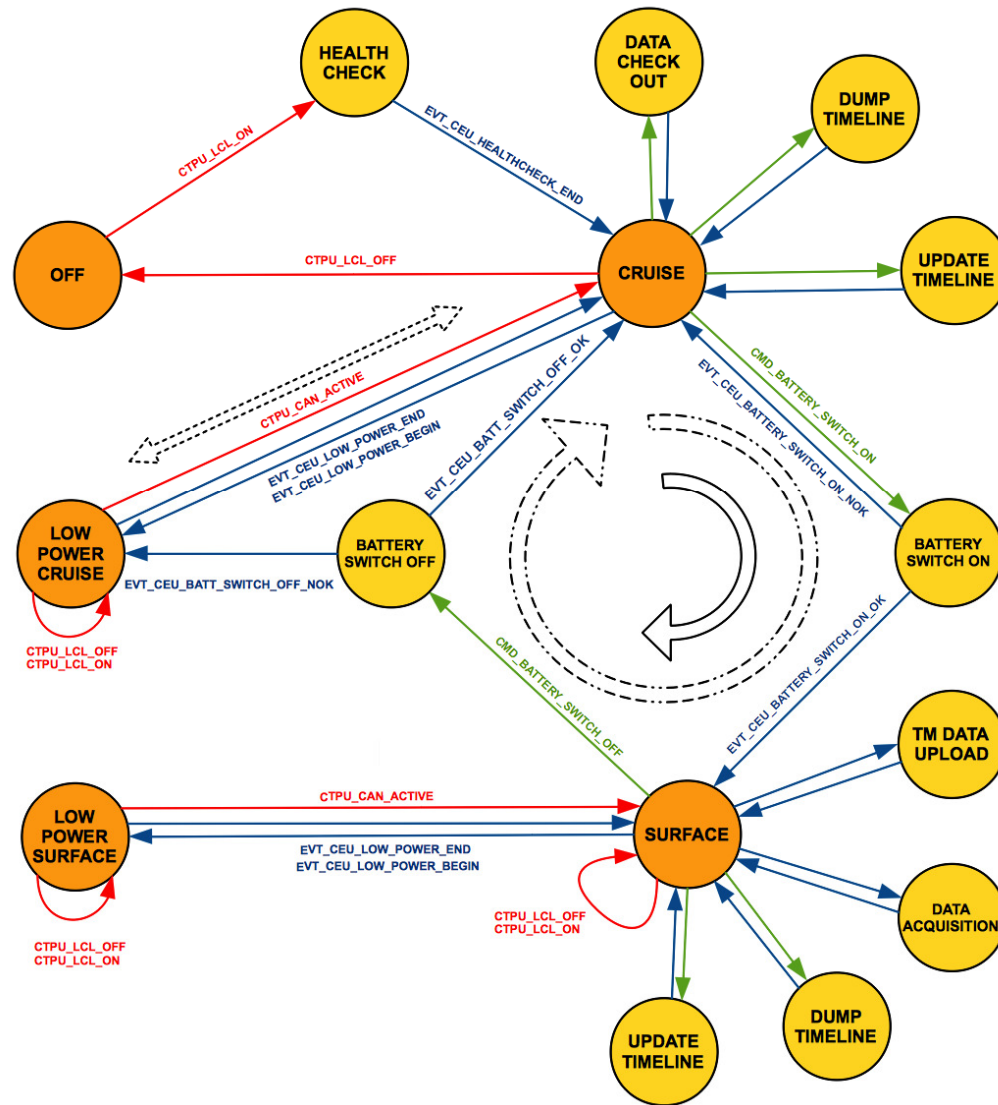 HEALTH
CHECK
DATA
CHECK
OUT
DUMP
TIMELINE
CTPU_LCL_ON
EVT_CEU_HEALTHCHECK_END
OFF
CTPU_LCL_OFF
CRUISE
UPDATE
TIMELINE
CTPU_CAN_ACTIVE
EVT_CEU_LOW_POWER_END
EVT_CEU_LOW_POWER_BEGIN
EVT_CEU_BATT_SWITCH_OFF_OK
CMD_BATTERY_SWITCH_ON
EVT_CEU_BATTERY_SWITCH_ON_NOK
LOW
POWER
CRUISE
BATTERY
SWITCH OFF
BATTERY
SWITCH ON
EVT_CEU_BATT_SWITCH_OFF_NOK
CTPU_LCL_OFF
CTPU_LCL_ON
CMD_BATTERY_SWITCH_OFF
EVT_CEU_BATTERY_SWITCH_ON_OK
TM DATA
UPLOAD
LOW
POWER
SURFACE
CTPU_CAN_ACTIVE
EVT_CEU_LOW_POWER_END
EVT_CEU_LOW_POWER_BEGIN
SURFACE
CTPU_LCL_OFF
CTPU_LCL_ON
CTPU_LCL_OFF
CTPU_LCL_ON
DATA
ACQUISITION
UPDATE
TIMELINE
DUMP
TIMELINE